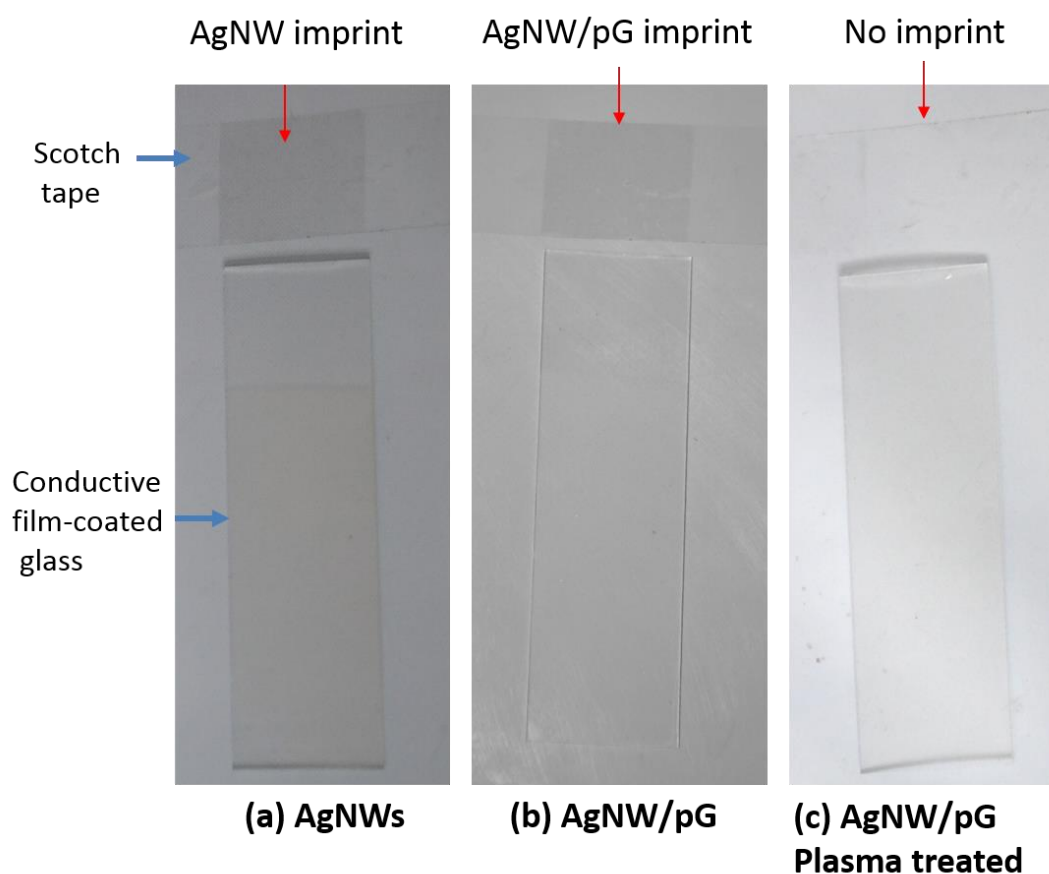 AgNW imprint
AgNW/pG imprint
No imprint
Scotch
tape
Conductive
film-coated
glass
(a) AgNWs
(b) AgNW/pG
(c) AgNW/pG
Plasma treated